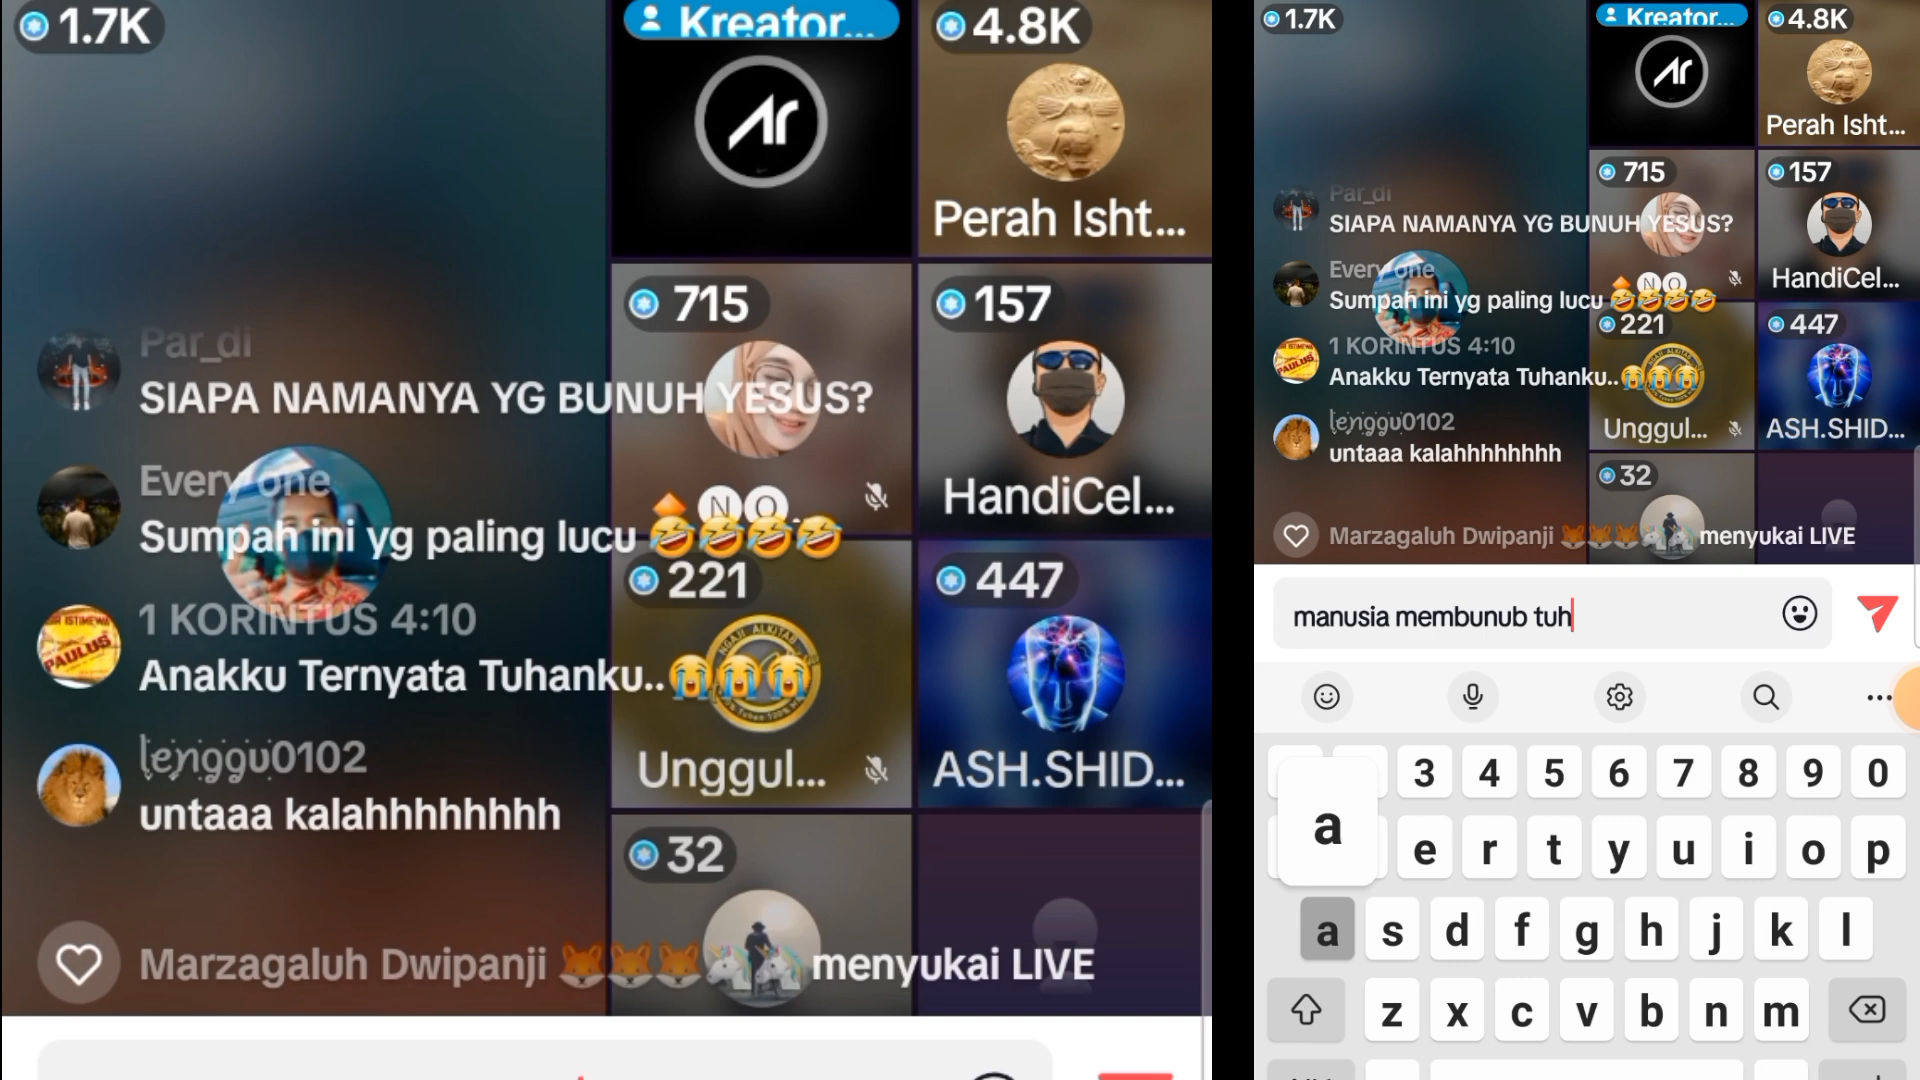 1.7K
Kreator...
4.8K
Perah Isht...
715
157
Par_di
SIAPA NAMANYA YG BUNUH YESUS?
HandiCel...
N O
Every one
Sumpah ini yg paling lucu 🤣🤣🤣🤣
221
447
1 KORINTUS 4:10
Anakku Ternyata Tuhanku..😭😭😭
PAULUS
NGAJI ALKITAB
Unggul...
ASH.SHID...
lenggu0102
untaaa kalahhhhhhhh
32
Marzagaluh Dwipanji 🦊🦊🦊🦄🦄 menyukai LIVE
1.7K
Kreator...
4.8K
Perah Isht...
715
157
Par_di
SIAPA NAMANYA YG BUNUH YESUS?
HandiCel...
N O
Every one
Sumpah ini yg paling lucu 🤣🤣🤣🤣
221
447
1 KORINTUS 4:10
Anakku Ternyata Tuhanku..😭😭😭
PAULUS
Unggul...
ASH.SHID...
lenggu0102
untaaa kalahhhhhhhh
32
Marzagaluh Dwipanji 🦊🦊🦊🦄🦄 menyukai LIVE
manusia membunub tuh
3 4 5 6 7 8 9 0
a
e r t y u i o p
a s d f g h j k l
z x c v b n m